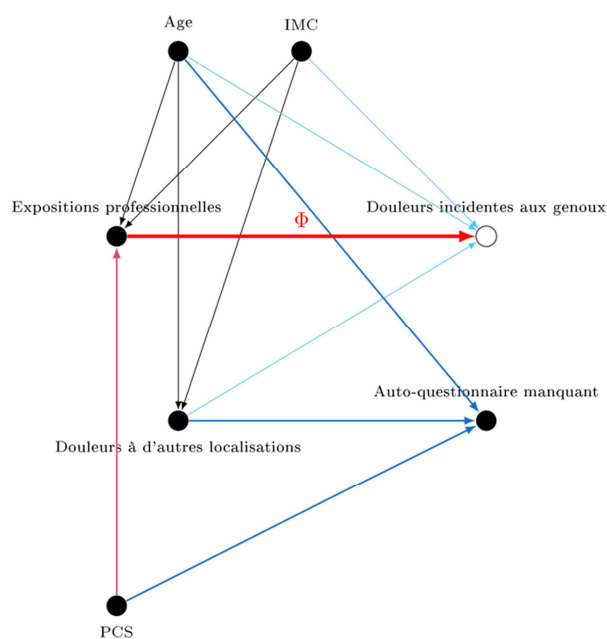 Age
IMC
Expositions professionnelles
Douleurs incidentes aux genoux
Φ
Auto-questionnaire manquant
Douleurs à d'autres localisations
PCS